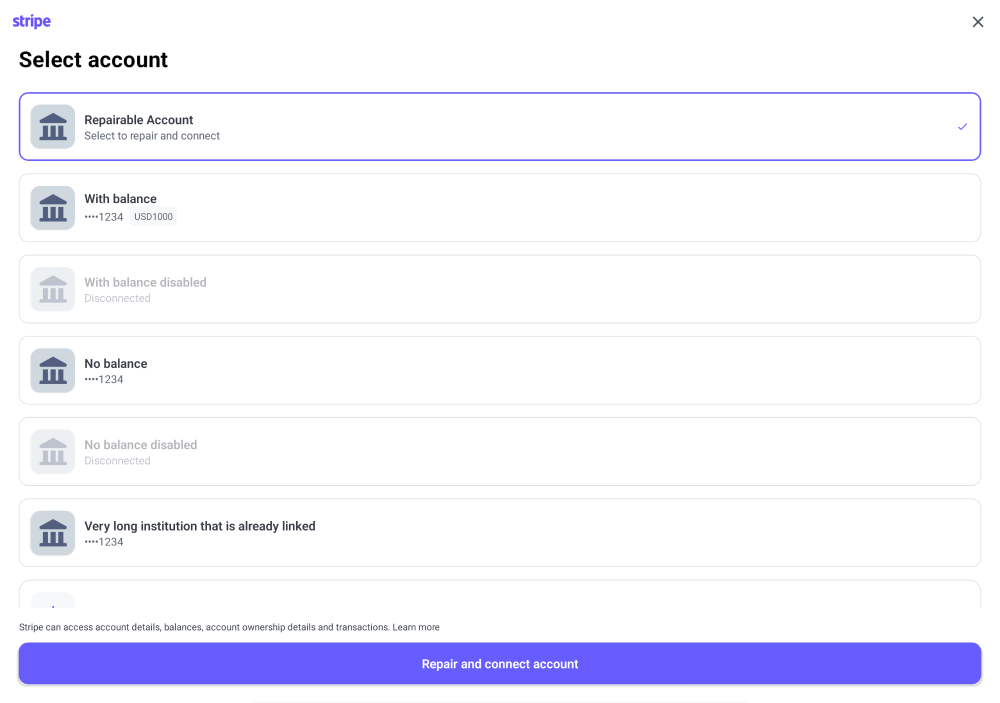 stripe
Select account
Repairable Account
Select to repair and connect
With balance
••••1234 USD1000
With balance disabled
Disconnected
No balance
••••1234
No balance disabled
Disconnected
Very long institution that is already linked
••••1234
Stripe can access account details, balances, account ownership details and transactions. Learn more
Repair and connect account